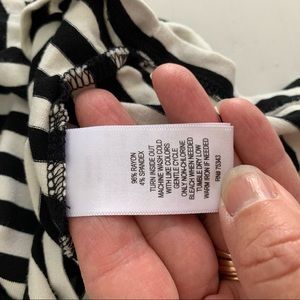 96% RAYON
4% SPANDEX
TURN INSIDE OUT
MACHINE WASH COLD
WITH LIKE COLORS
GENTLE CYCLE
ONLY NON-CHLORINE
BLEACH WHEN NEEDED
TUMBLE DRY LOW
WARM IRON IF NEEDED
RN# 73343